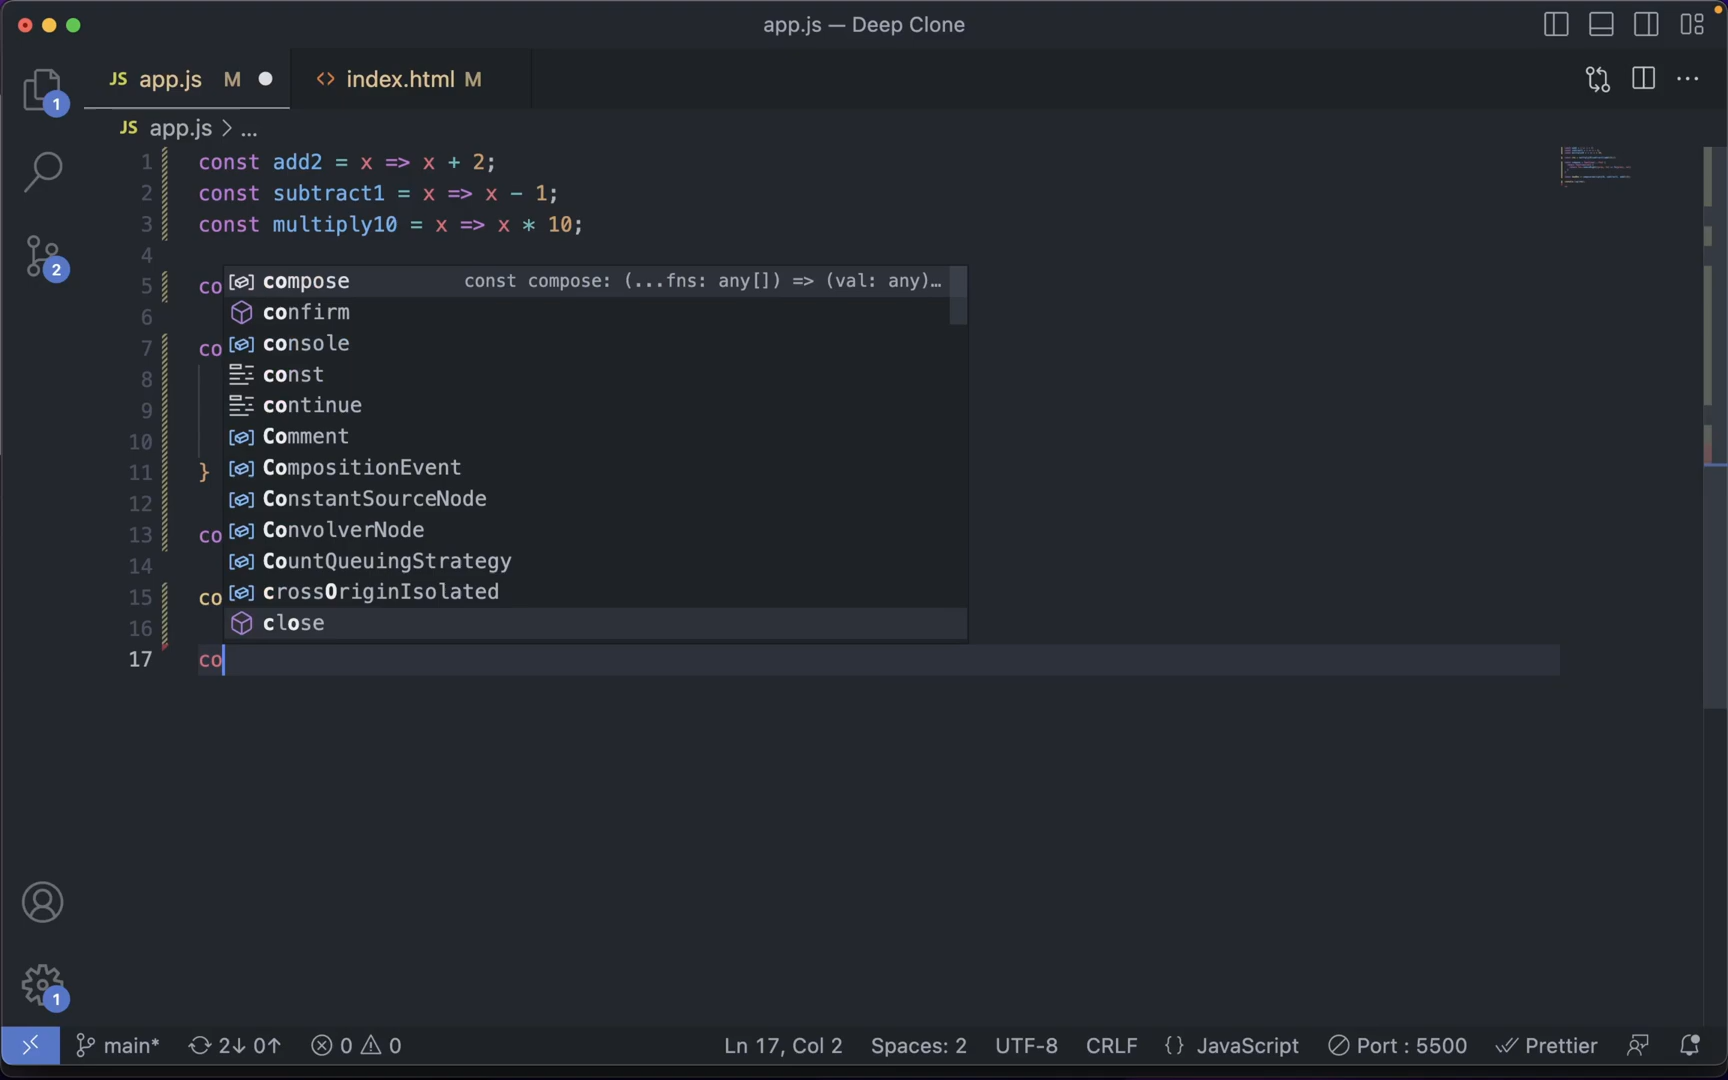 app.js — Deep Clone
JS app.js M
<> index.html M
JS app.js > ...
1
1 const add2 = x => x + 2;
2 const subtract1 = x => x - 1;
3 const multiply10 = x => x * 10;
4
5 co
compose const compose: (...fns: any[]) => (val: any)…
6
confirm
console
7 co
8 const
9 continue
10 Comment
11 }
CompositionEvent
12 ConstantSourceNode
13 co
ConvolverNode
14 CountQueuingStrategy
15 co
crossOriginIsolated
16 close
17 co
2
1
main* 2↓ 0↑ 0 0 Ln 17, Col 2 Spaces: 2 UTF-8 CRLF {} JavaScript Port : 5500 Prettier